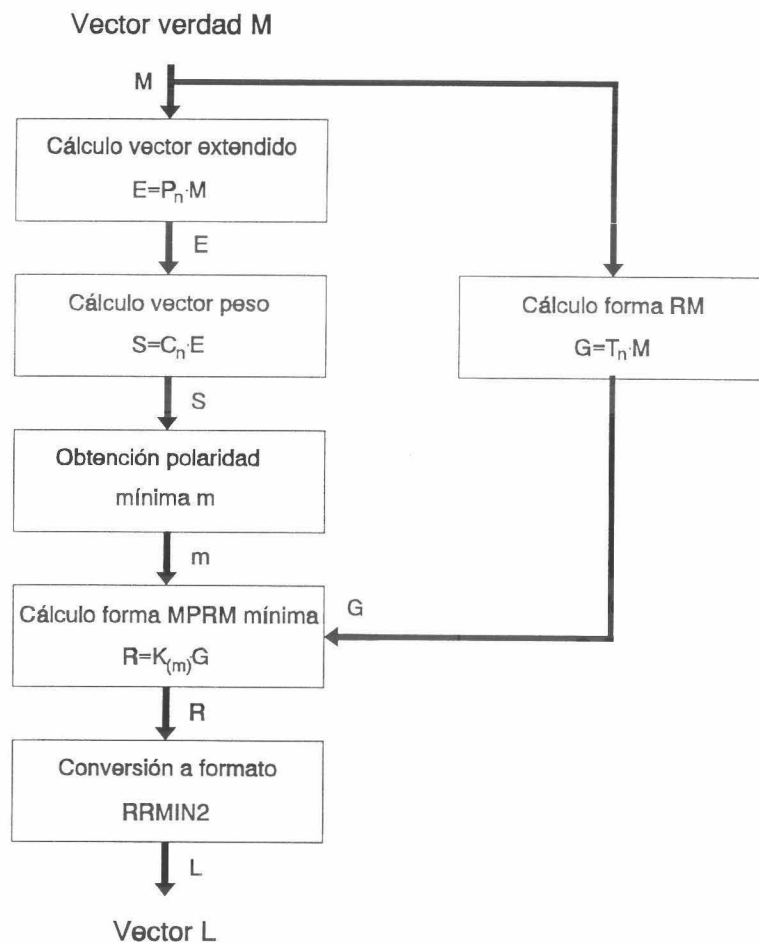 Vector verdad M
M
Cálculo vector extendido
E=Pₙ·M
E
Cálculo vector peso
S=Cₙ·E
S
Cálculo forma RM
G=Tₙ·M
Obtención polaridad
mínima m
m
G
Cálculo forma MPRM mínima
R=K₍ₘ₎·G
R
Conversión a formato
RRMIN2
L
Vector L